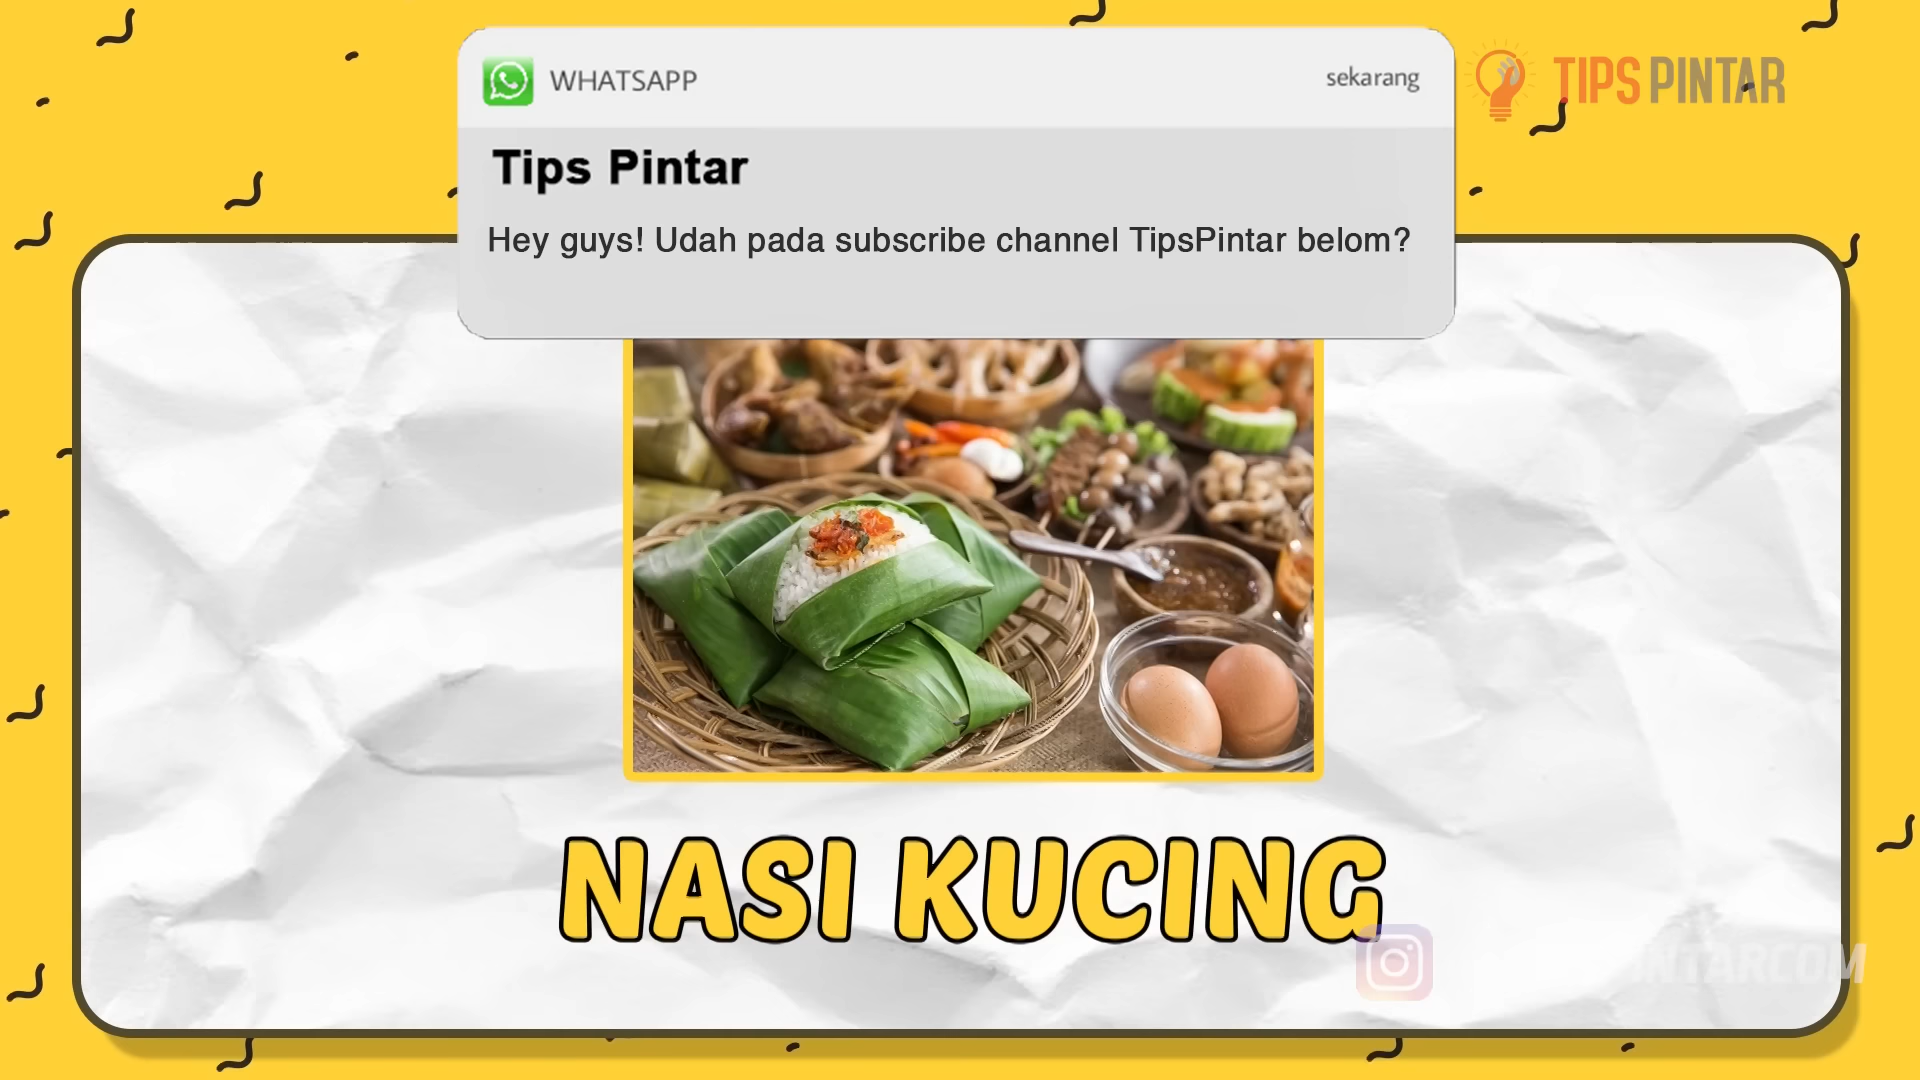 WHATSAPP
sekarang
TIPS PINTAR
Tips Pintar
Hey guys! Udah pada subscribe channel TipsPintar belom?
NASI KUCING